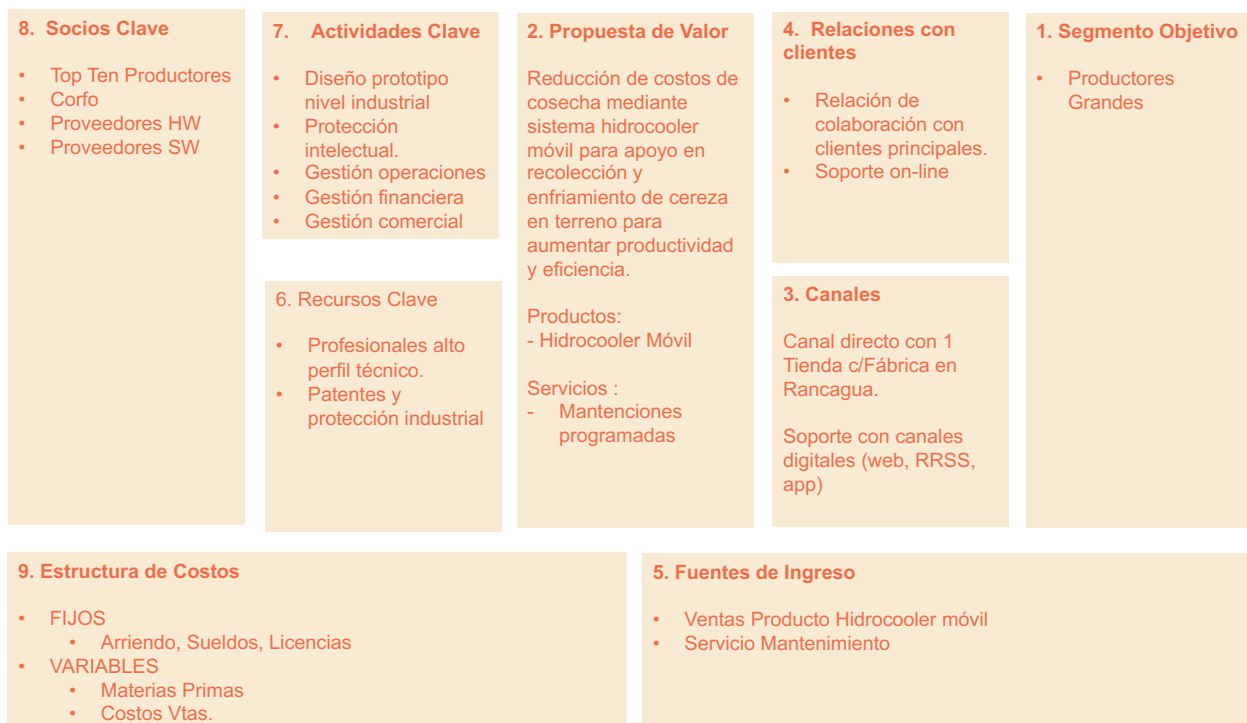 8. Socios Clave
• Top Ten Productores
• Corfo
• Proveedores HW
• Proveedores SW
7. Actividades Clave
• Diseño prototipo
nivel industrial
• Protección
intelectual.
• Gestión operaciones
• Gestión financiera
• Gestión comercial
6. Recursos Clave
• Profesionales alto
perfil técnico.
• Patentes y
protección industrial
2. Propuesta de Valor
Reducción de costos de
cosecha mediante
sistema hidrocooler
móvil para apoyo en
recolección y
enfriamiento de cereza
en terreno para
aumentar productividad
y eficiencia.
Productos:
- Hidrocooler Móvil
Servicios :
- Mantenciones
programadas
4. Relaciones con
clientes
• Relación de
colaboración con
clientes principales.
• Soporte on-line
3. Canales
Canal directo con 1
Tienda c/Fábrica en
Rancagua.
Soporte con canales
digitales (web, RRSS,
app)
1. Segmento Objetivo
• Productores
Grandes
9. Estructura de Costos
• FIJOS
• Arriendo, Sueldos, Licencias
• VARIABLES
• Materias Primas
• Costos Vtas.
5. Fuentes de Ingreso
• Ventas Producto Hidrocooler móvil
• Servicio Mantenimiento